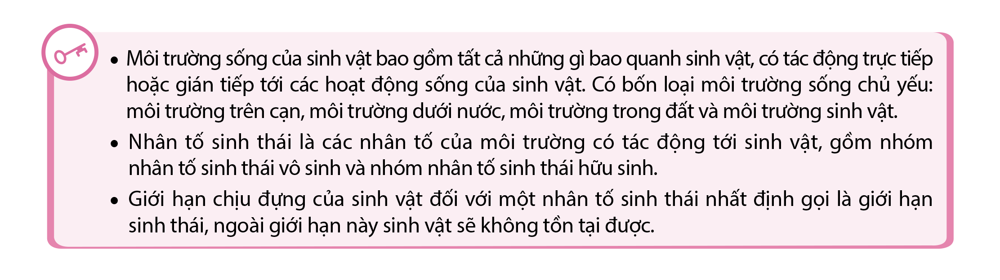 • Môi trường sống của sinh vật bao gồm tất cả những gì bao quanh sinh vật, có tác động trực tiếp
hoặc gián tiếp tới các hoạt động sống của sinh vật. Có bốn loại môi trường sống chủ yếu:
môi trường trên cạn, môi trường dưới nước, môi trường trong đất và môi trường sinh vật.
• Nhân tố sinh thái là các nhân tố của môi trường có tác động tới sinh vật, gồm nhóm
nhân tố sinh thái vô sinh và nhóm nhân tố sinh thái hữu sinh.
• Giới hạn chịu đựng của sinh vật đối với một nhân tố sinh thái nhất định gọi là giới hạn
sinh thái, ngoài giới hạn này sinh vật sẽ không tồn tại được.